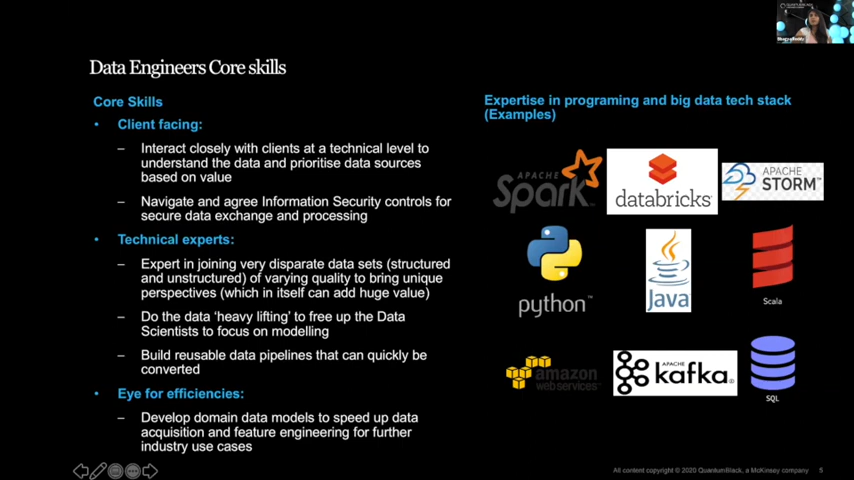 Data Engineers Core skills
Core Skills
• Client facing:
– Interact closely with clients at a technical level to
understand the data and prioritise data sources
based on value
– Navigate and agree Information Security controls for
secure data exchange and processing
• Technical experts:
– Expert in joining very disparate data sets (structured
and unstructured) of varying quality to bring unique
perspectives (which in itself can add huge value)
– Do the data ‘heavy lifting’ to free up the Data
Scientists to focus on modelling
– Build reusable data pipelines that can quickly be
converted
• Eye for efficiencies:
– Develop domain data models to speed up data
acquisition and feature engineering for further
industry use cases
Expertise in programing and big data tech stack
(Examples)
APACHE
Spark™
databricks
APACHE
STORM™
python™
Java
Scala
amazon
webservices™
APACHE
kafka
SQL
All content copyright © 2020 QuantumBlack, a McKinsey company 5